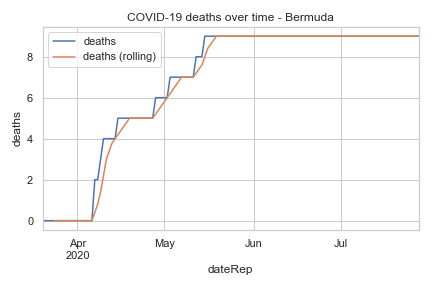 COVID-19 deaths over time - Bermuda
deaths
deaths (rolling)
deaths
8
6
4
2
0
Apr
2020
May
Jun
Jul
dateRep